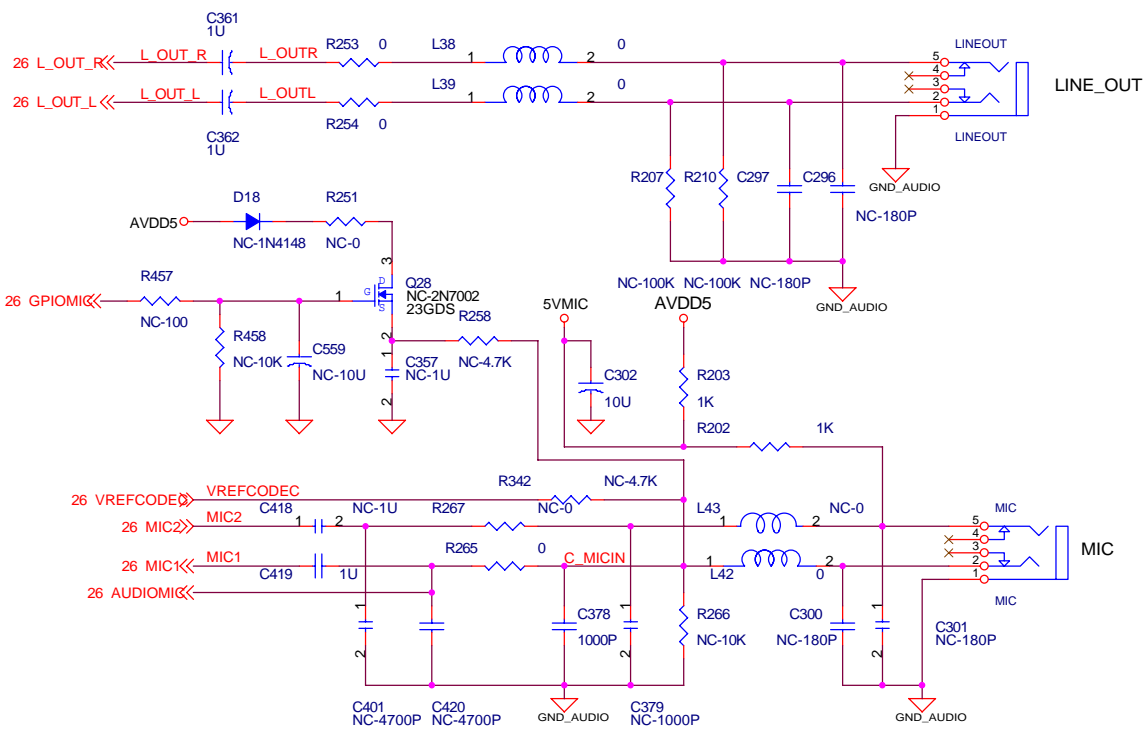 C361
1U
26 L_OUT_R
L_OUT_R
L_OUTR
R253
0
L38
1
2
0
5
4
3
2
1
LINEOUT
LINE_OUT
26 L_OUT_L
L_OUT_L
L_OUTL
L39
1
2
0
R254
0
C362
1U
LINEOUT
GND_AUDIO
R207
R210
C297
C296
NC-180P
NC-100K
NC-100K
NC-180P
GND_AUDIO
D18
R251
AVDD5
NC-1N4148
NC-0
3
D
G
S
1
2
Q28
NC-2N7002
23GDS
26 GPIOMIC
R457
NC-100
R458
NC-10K
C559
NC-10U
1
2
C357
NC-1U
R258
NC-4.7K
5VMIC
AVDD5
C302
10U
R203
1K
R202
1K
26 VREFCODEC
VREFCODEC
R342
NC-4.7K
26 MIC2
MIC2
C418
1
2
NC-1U
R267
NC-0
L43
1
2
NC-0
26 MIC1
MIC1
C419
1
1U
R265
0
C_MICIN
L42
1
2
0
5
4
3
2
1
MIC
MIC
MIC
26 AUDIOMIC
1
2
C401
NC-4700P
C420
NC-4700P
C378
1000P
GND_AUDIO
1
2
C379
NC-1000P
R266
NC-10K
C300
NC-180P
1
2
C301
NC-180P
GND_AUDIO